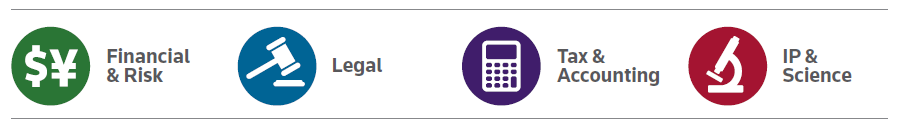 $¥
Financial
& Risk
Legal
Tax &
Accounting
IP &
Science